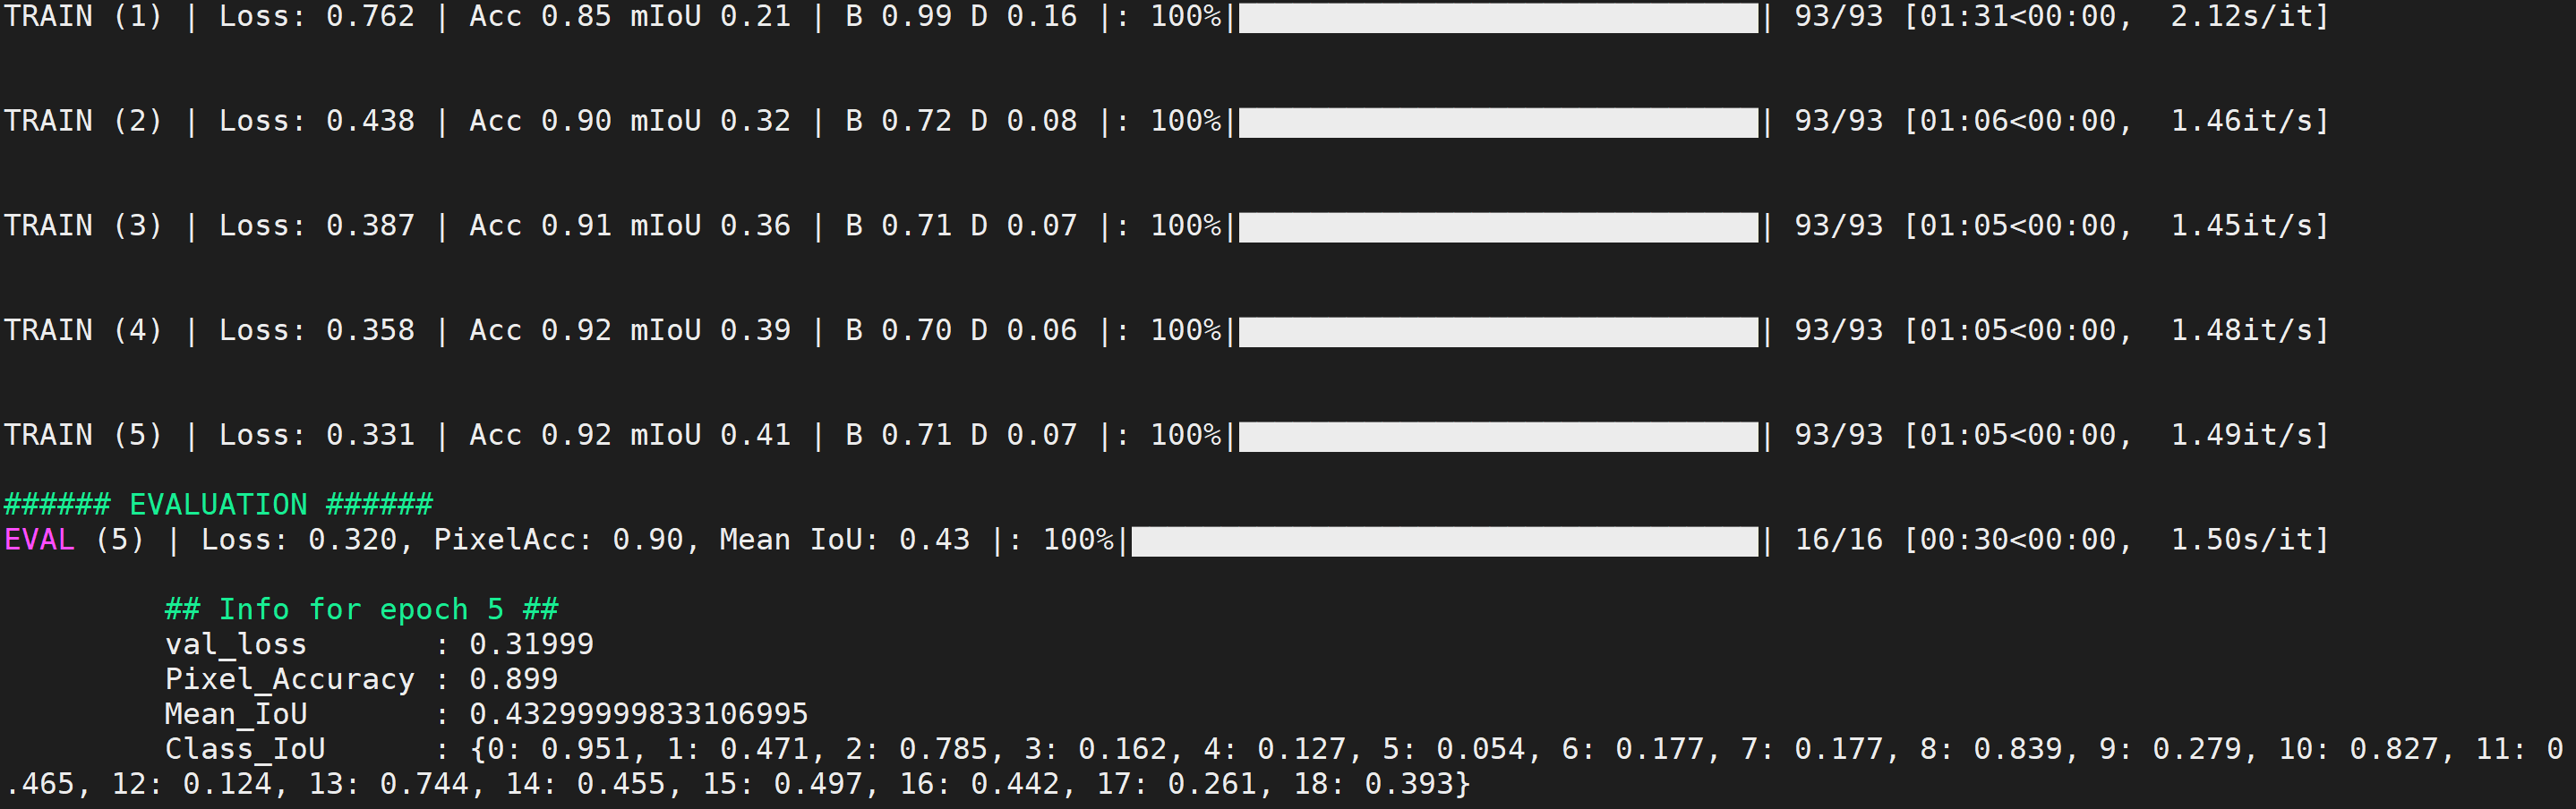 TRAIN (1) | Loss: 0.762 | Acc 0.85 mIoU 0.21 | B 0.99 D 0.16 |: 100%|██████████| 93/93 [01:31<00:00,  2.12s/it]
TRAIN (2) | Loss: 0.438 | Acc 0.90 mIoU 0.32 | B 0.72 D 0.08 |: 100%|██████████| 93/93 [01:06<00:00,  1.46it/s]
TRAIN (3) | Loss: 0.387 | Acc 0.91 mIoU 0.36 | B 0.71 D 0.07 |: 100%|██████████| 93/93 [01:05<00:00,  1.45it/s]
TRAIN (4) | Loss: 0.358 | Acc 0.92 mIoU 0.39 | B 0.70 D 0.06 |: 100%|██████████| 93/93 [01:05<00:00,  1.48it/s]
TRAIN (5) | Loss: 0.331 | Acc 0.92 mIoU 0.41 | B 0.71 D 0.07 |: 100%|██████████| 93/93 [01:05<00:00,  1.49it/s]
###### EVALUATION ######
EVAL (5) | Loss: 0.320, PixelAcc: 0.90, Mean IoU: 0.43 |: 100%|██████████| 16/16 [00:30<00:00,  1.50s/it]
## Info for epoch 5 ##
val_loss       : 0.31999
Pixel_Accuracy : 0.899
Mean_IoU       : 0.43299999833106995
Class_IoU      : {0: 0.951, 1: 0.471, 2: 0.785, 3: 0.162, 4: 0.127, 5: 0.054, 6: 0.177, 7: 0.177, 8: 0.839, 9: 0.279, 10: 0.827, 11: 0
.465, 12: 0.124, 13: 0.744, 14: 0.455, 15: 0.497, 16: 0.442, 17: 0.261, 18: 0.393}